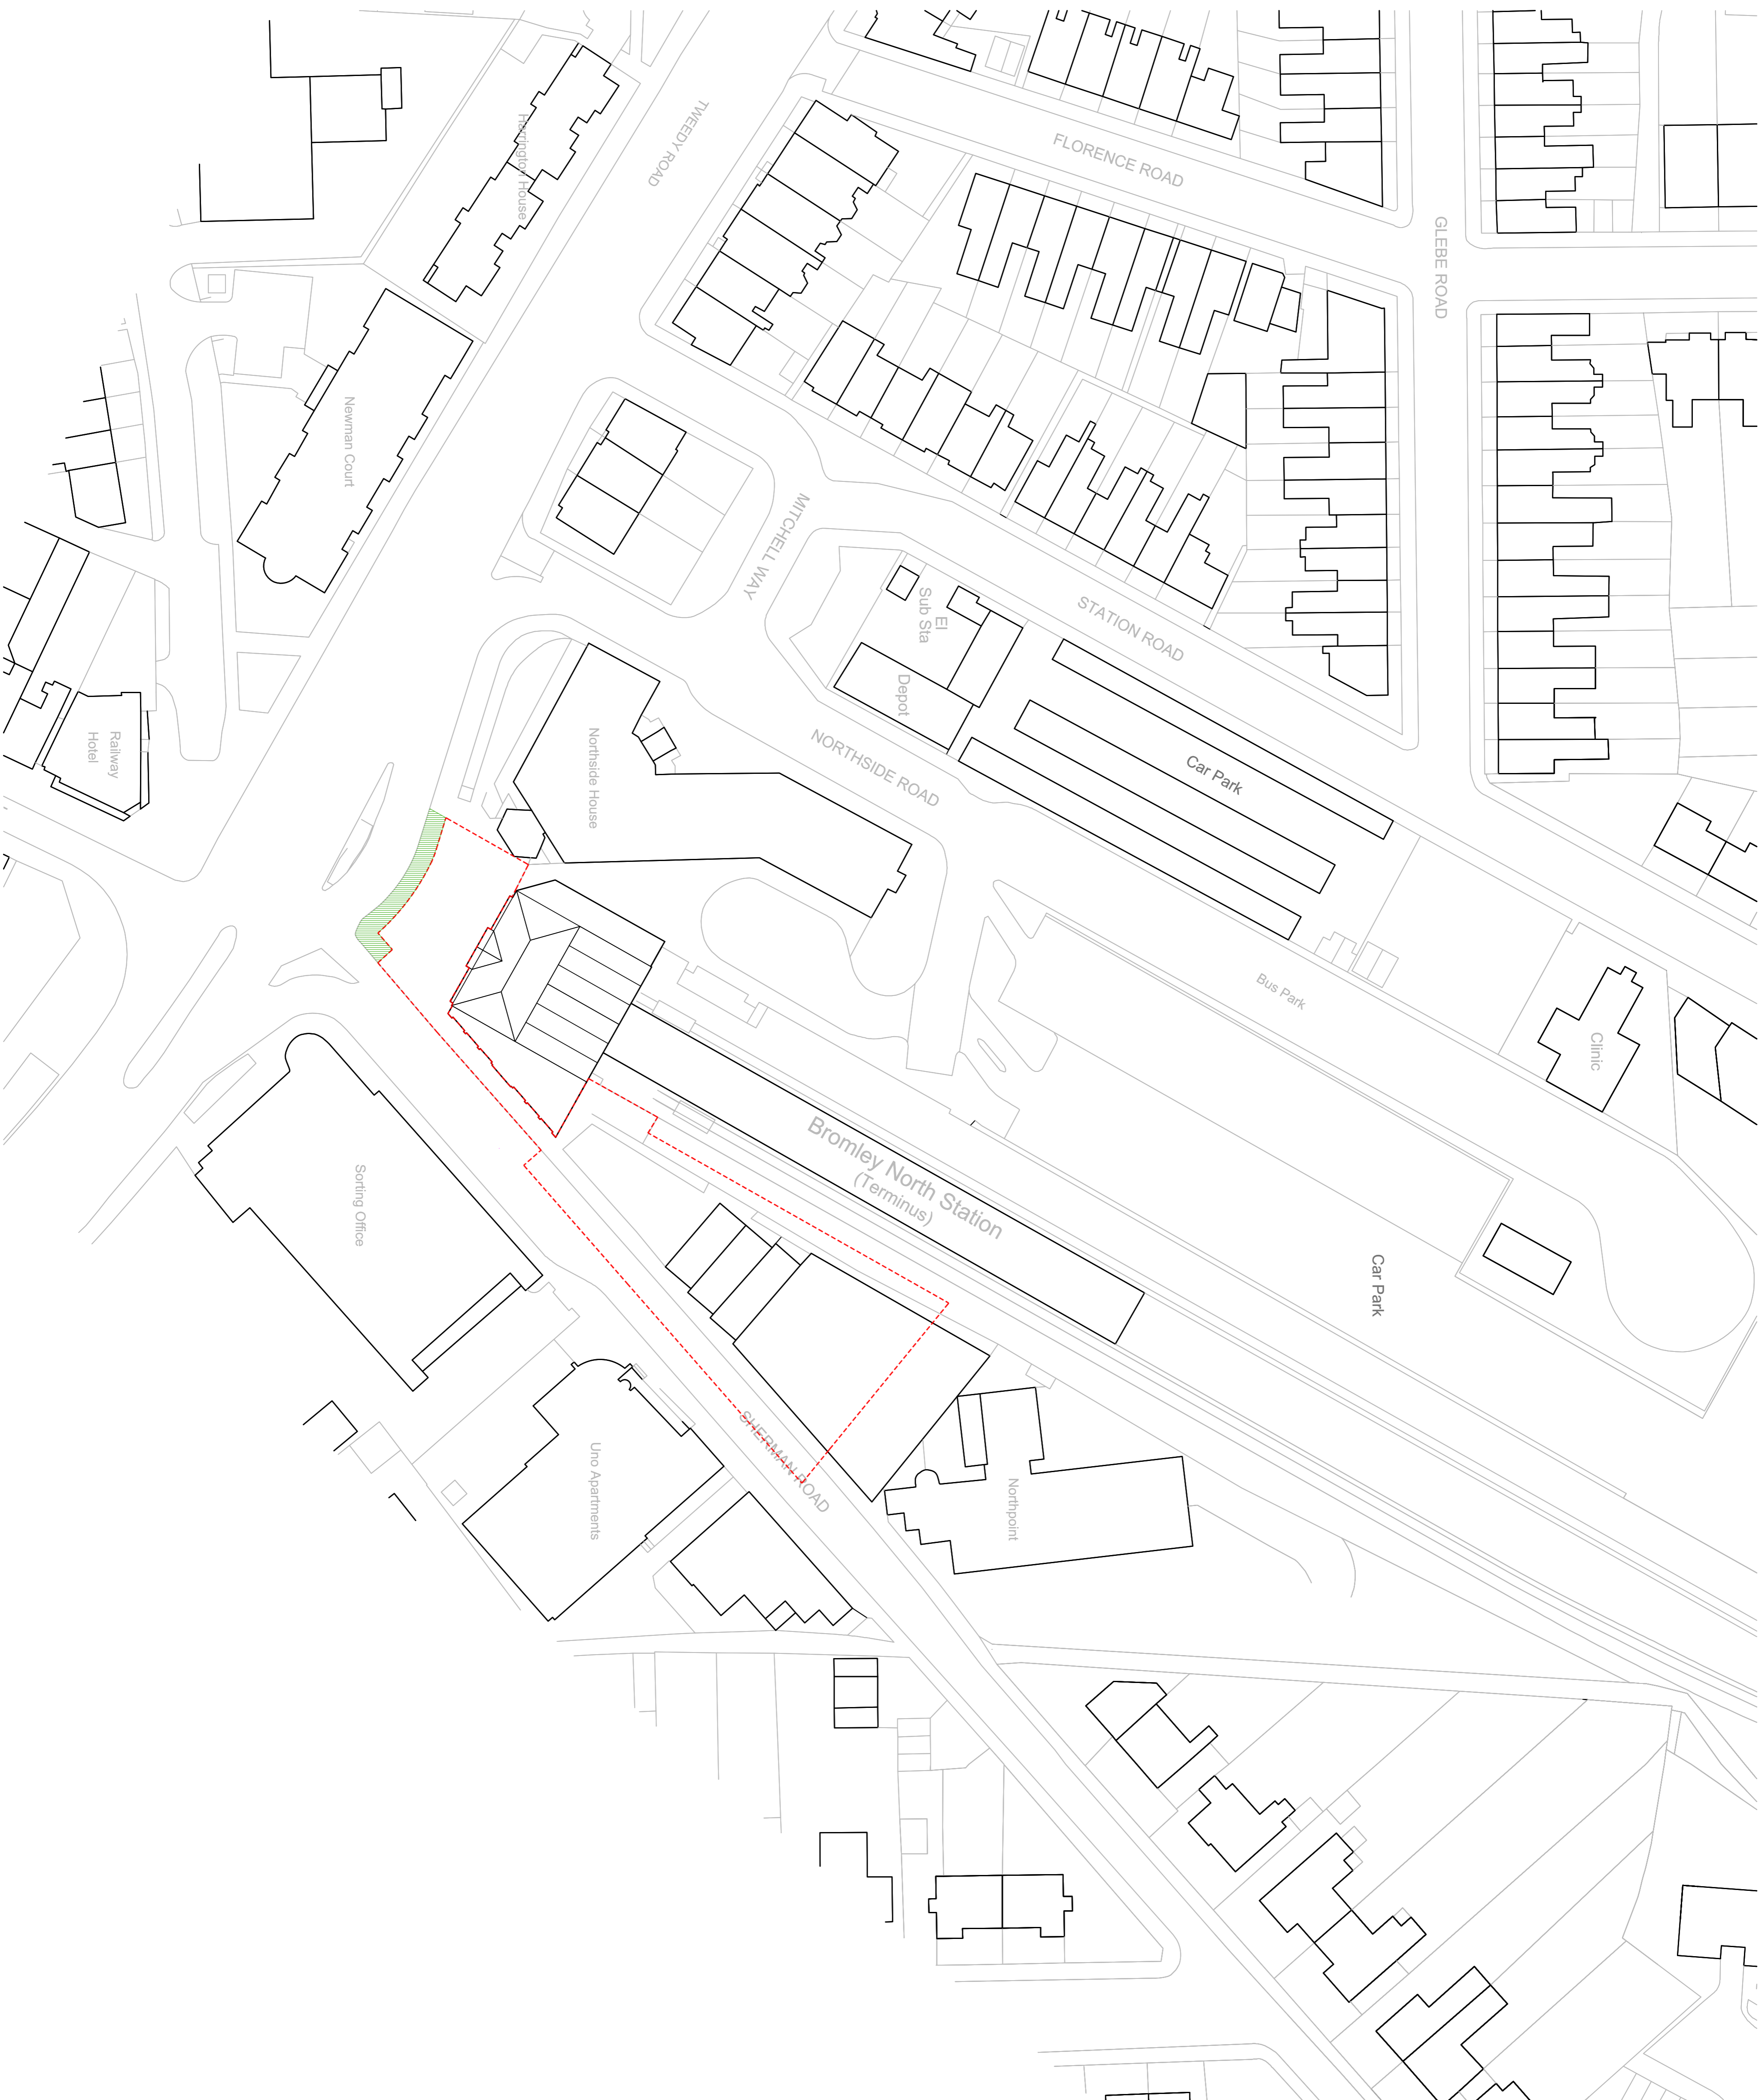 TWEEDY ROAD
FLORENCE ROAD
Harrington House
GLEBE ROAD
Newman Court
MITCHELL WAY
El
Sub Sta
STATION ROAD
Depot
Railway
Hotel
Northside House
NORTHSIDE ROAD
Car Park
Bus Park
Clinic
Bromley North Station
(Terminus)
Sorting Office
Car Park
SHERMAN ROAD
Uno Apartments
Northpoint